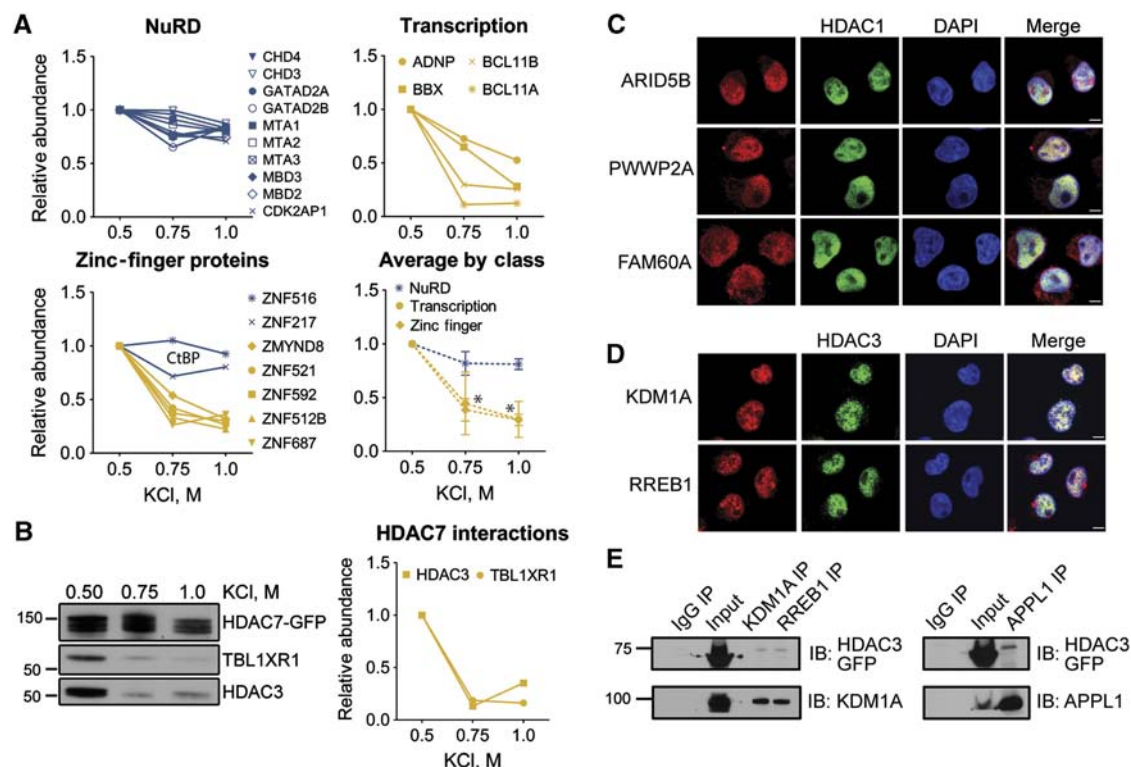 A
NuRD
Relative abundance
1.5
1.0
0.5
0.0
0.5 0.75 1.0
CHD4
CHD3
GATAD2A
GATAD2B
MTA1
MTA2
MTA3
MBD3
MBD2
CDK2AP1
Transcription
Relative abundance
1.5
1.0
0.5
0.0
0.5 0.75 1.0
ADNP BCL11B
BBX BCL11A
Zinc-finger proteins
Relative abundance
1.5
1.0
0.5
0.0
0.5 0.75 1.0
KCl, M
CtBP
ZNF516
ZNF217
ZMYND8
ZNF521
ZNF592
ZNF512B
ZNF687
Average by class
Relative abundance
1.5
1.0
0.5
0.0
0.5 0.75 1.0
KCl, M
NuRD
Transcription
Zinc finger
* *
B
0.50 0.75 1.0 KCl, M
150 HDAC7-GFP
50 TBL1XR1
50 HDAC3
HDAC7 interactions
Relative abundance
1.5
1.0
0.5
0.0
0.5 0.75 1.0
KCl, M
HDAC3 TBL1XR1
C
HDAC1 DAPI Merge
ARID5B
PWWP2A
FAM60A
D
HDAC3 DAPI Merge
KDM1A
RREB1
E
IgG IP Input KDM1A IP RREB1 IP
75 IB: HDAC3
GFP
100 IB: KDM1A
IgG IP Input APPL1 IP
IB: HDAC3
GFP
IB: APPL1